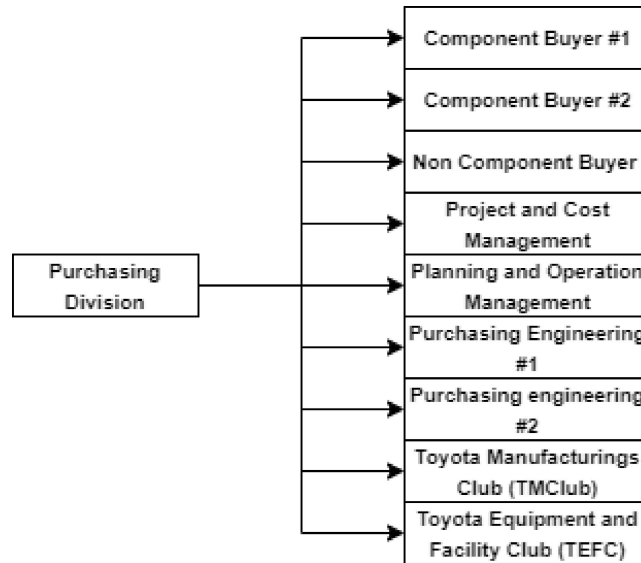 Component Buyer #1
Component Buyer #2
Non Component Buyer
Project and Cost
Management
Purchasing
Division
Planning and Operation
Management
Purchasing Engineering
#1
Purchasing engineering
#2
Toyota Manufacturings
Club (TMClub)
Toyota Equipment and
Facility Club (TEFC)